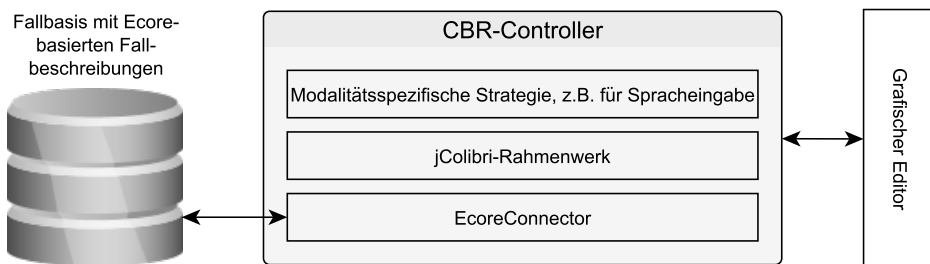 Fallbasis mit Ecore-
basierten Fall-
beschreibungen
CBR-Controller
Modalitätsspezifische Strategie, z.B. für Spracheingabe
jColibri-Rahmenwerk
EcoreConnector
Grafischer Editor